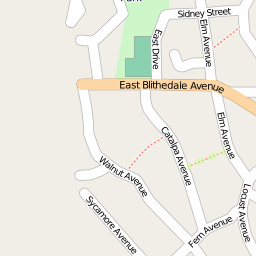 Sidney Street
East Drive
Elm Avenue
East Blithedale Avenue
Elm Avenue
Catalpa Avenue
Walnut Avenue
Sycamore Avenue
Fern Avenue
Locust Avenue